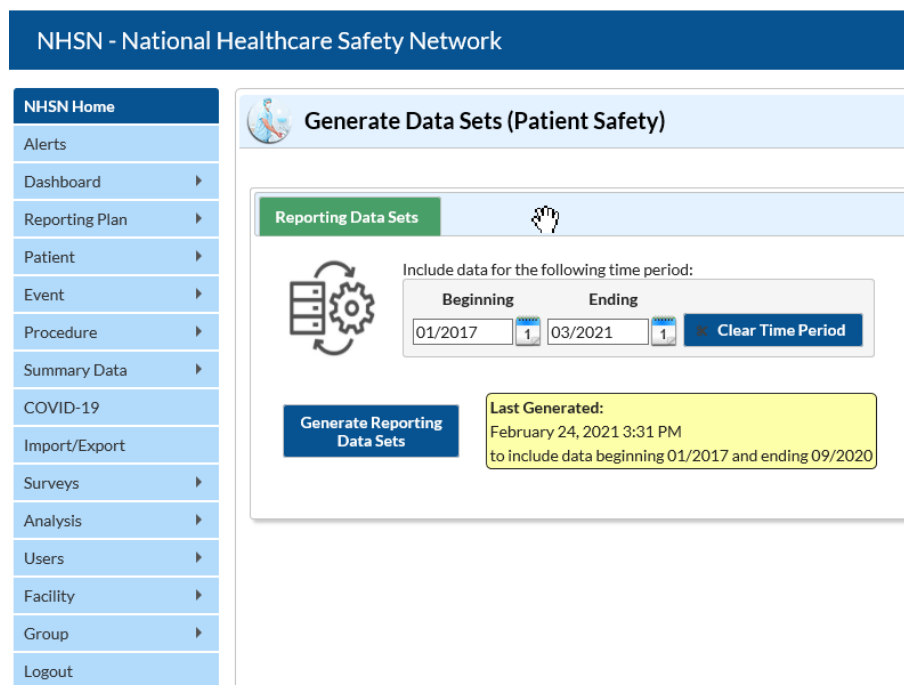 NHSN - National Healthcare Safety Network
NHSN Home
Alerts
Dashboard
Reporting Plan
Patient
Event
Procedure
Summary Data
COVID-19
Import/Export
Surveys
Analysis
Users
Facility
Group
Logout
Generate Data Sets (Patient Safety)
Reporting Data Sets
Include data for the following time period:
Beginning Ending
01/2017 1 03/2021 1 Clear Time Period
Generate Reporting
Data Sets
Last Generated:
February 24, 2021 3:31 PM
to include data beginning 01/2017 and ending 09/2020